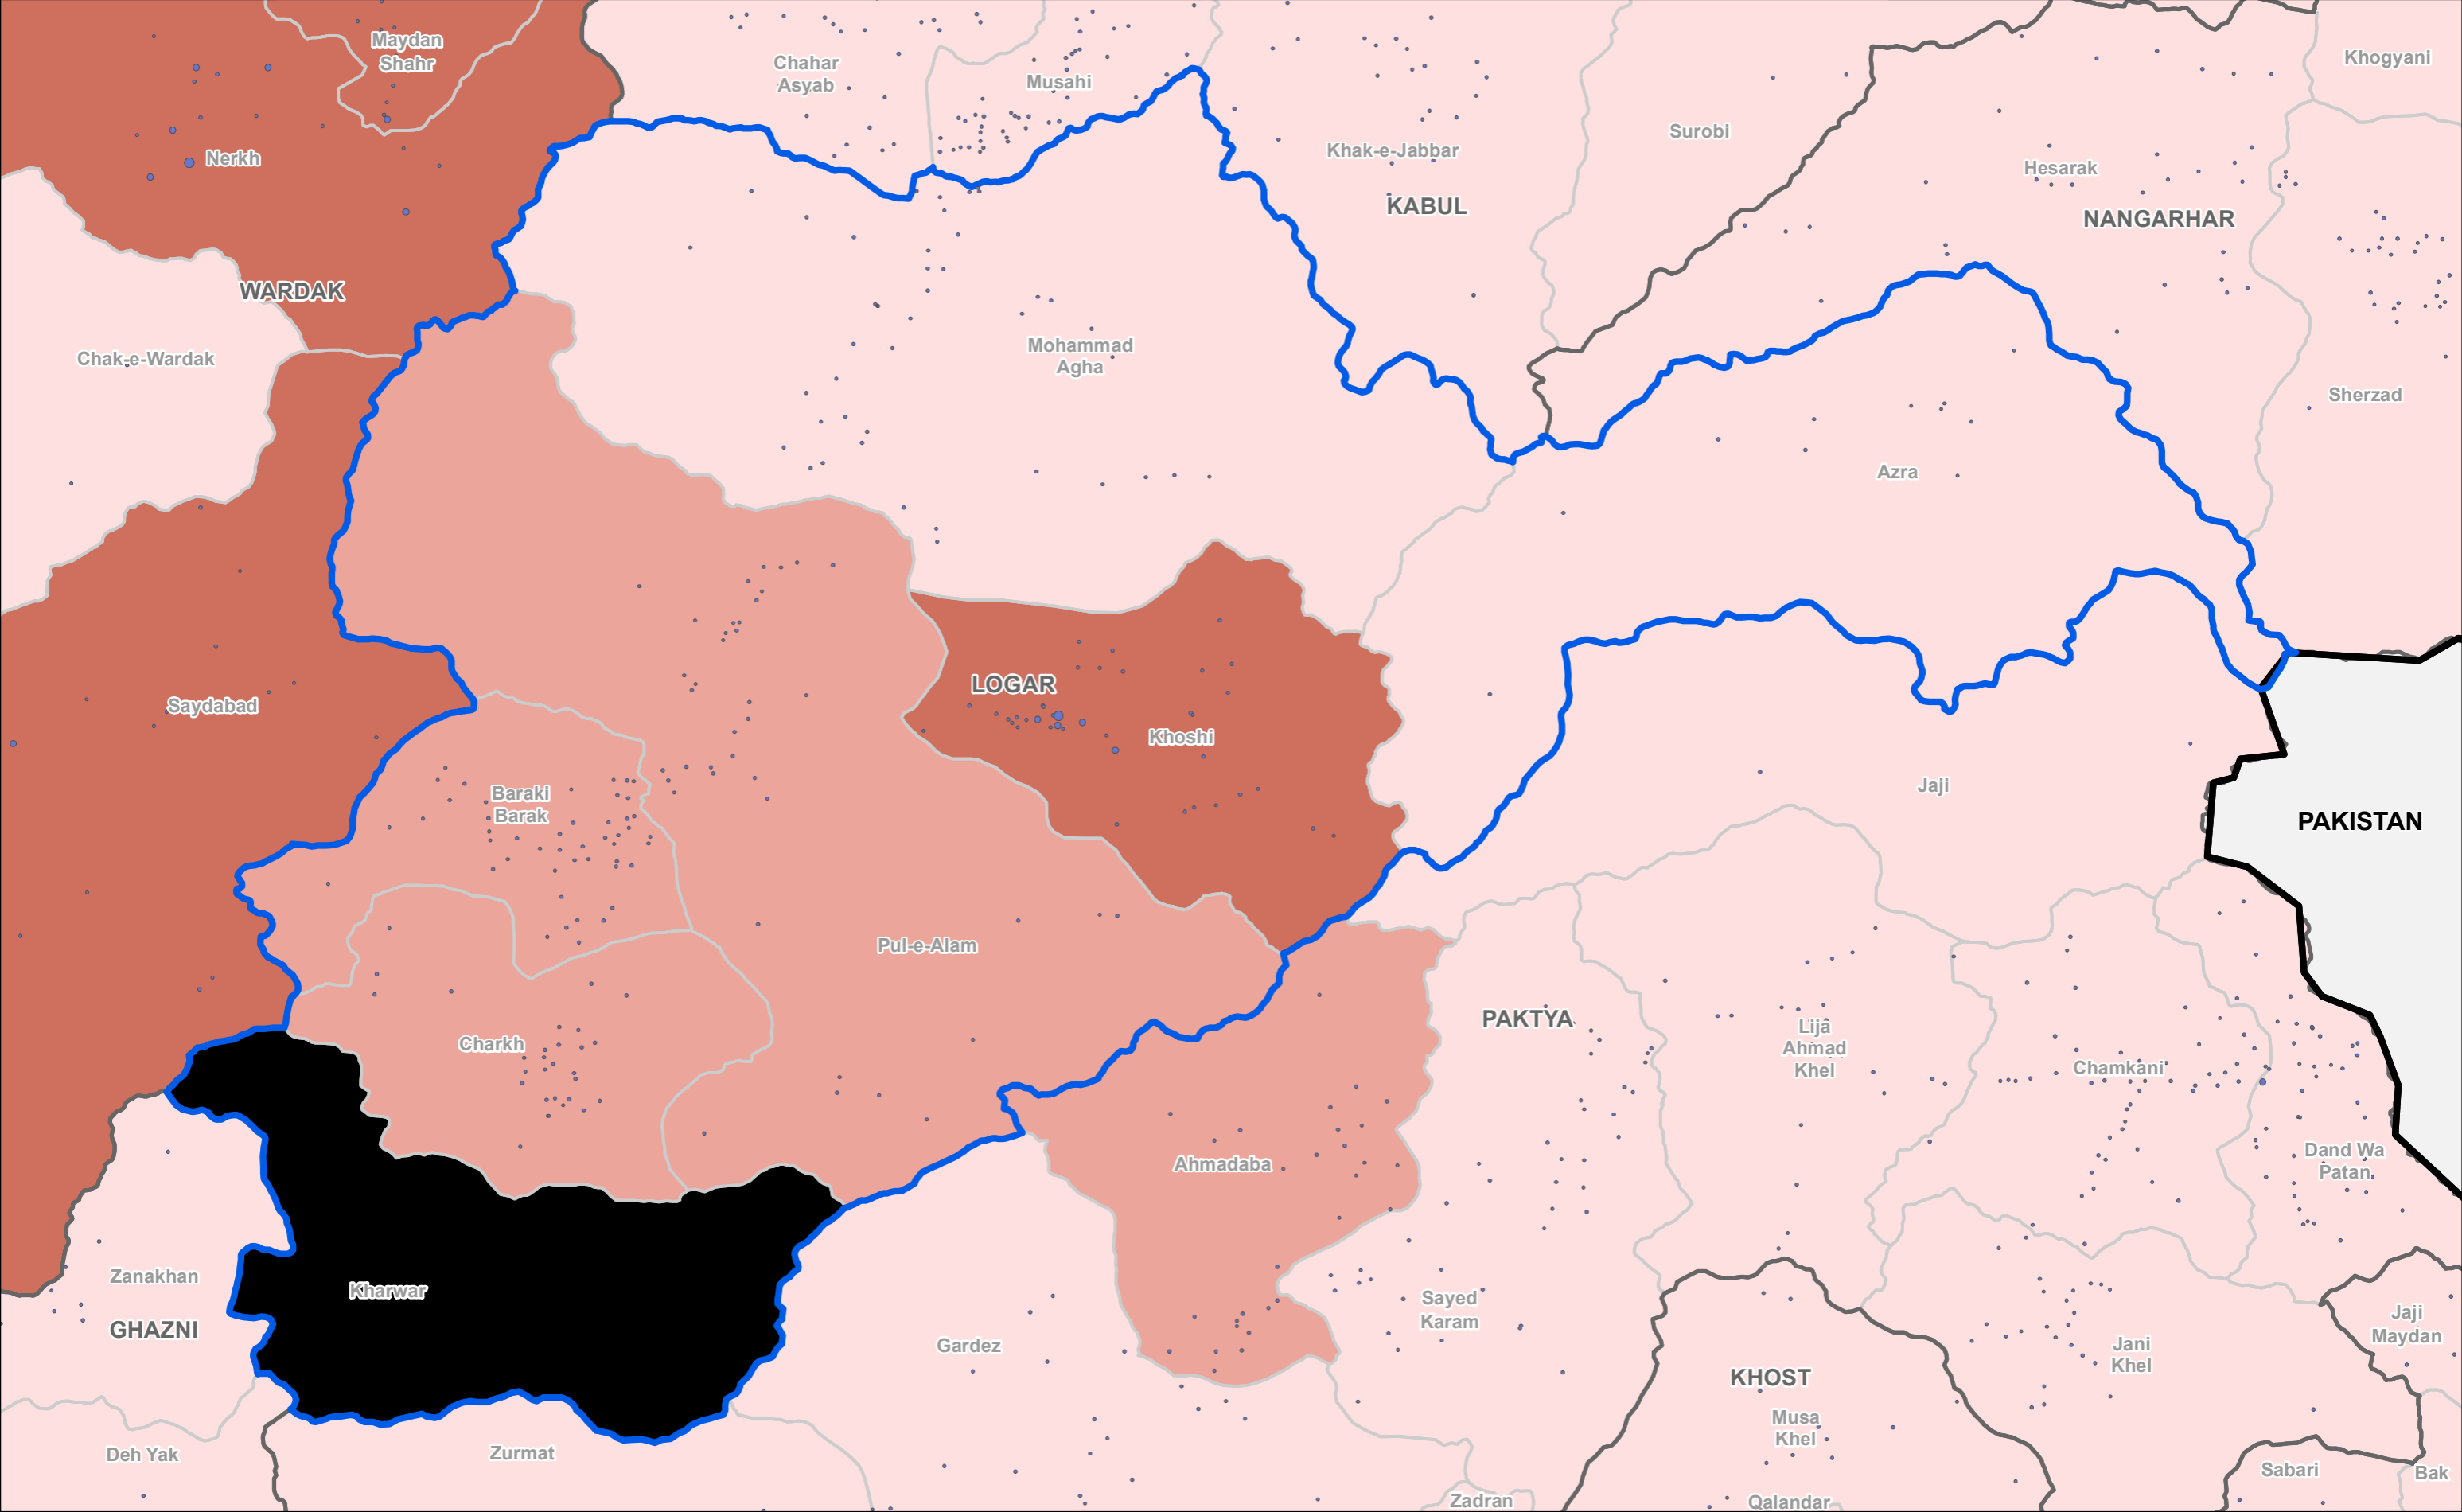 Maydan
Shahr
Chahar
Asyab
Musahi
Khogyani
Nerkh
Khak-e-Jabbar
Surobi
Hesarak
KABUL
NANGARHAR
WARDAK
Chak-e-Wardak
Mohammad
Agha
Sherzad
Azra
LOGAR
Saydabad
Khoshi
Baraki
Barak
Jaji
PAKISTAN
Pul-e-Alam
PAKTYA
Charkh
Lija
Ahmad
Khel
Chamkani
Ahmadaba
Dand Wa
Patan
Zanakhan
Kharwar
GHAZNI
Gardez
Sayed
Karam
Jaji
Maydan
Jani
Khel
KHOST
Musa
Khel
Deh Yak
Zurmat
Sabari
Bak
Zadran
Qalandar